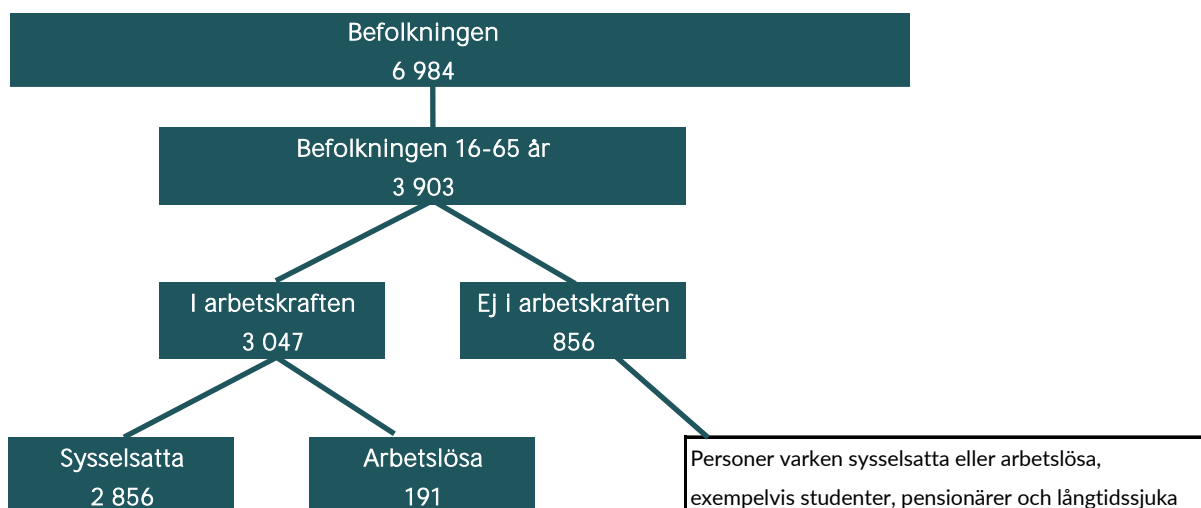 Befolkningen
6 984
Befolkningen 16-65 år
3 903
I arbetskraften
3 047
Ej i arbetskraften
856
Sysselsatta
2 856
Arbetslösa
191
Personer varken sysselsatta eller arbetslösa,
exempelvis studenter, pensionärer och långtidssjuka